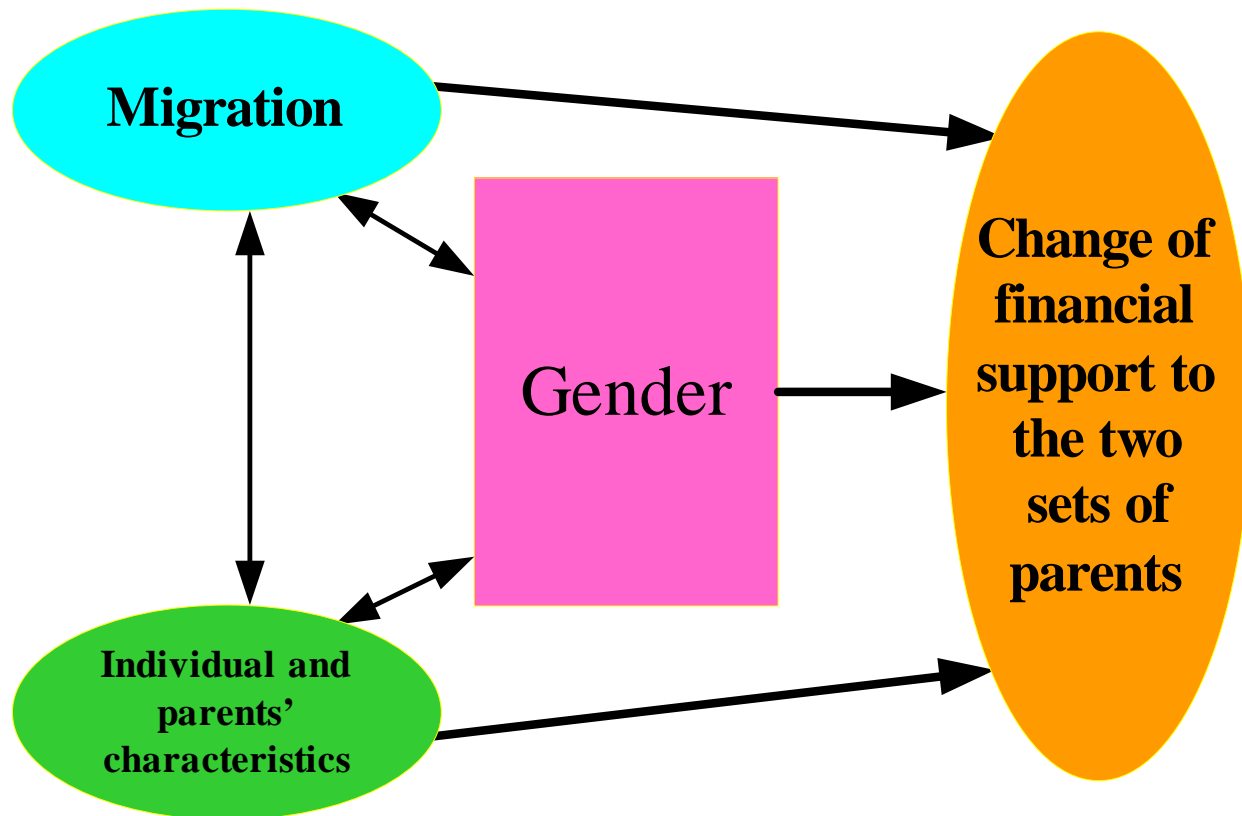 Migration
Gender
Change of
financial
support to
the two
sets of
parents
Individual and
parents’
characteristics